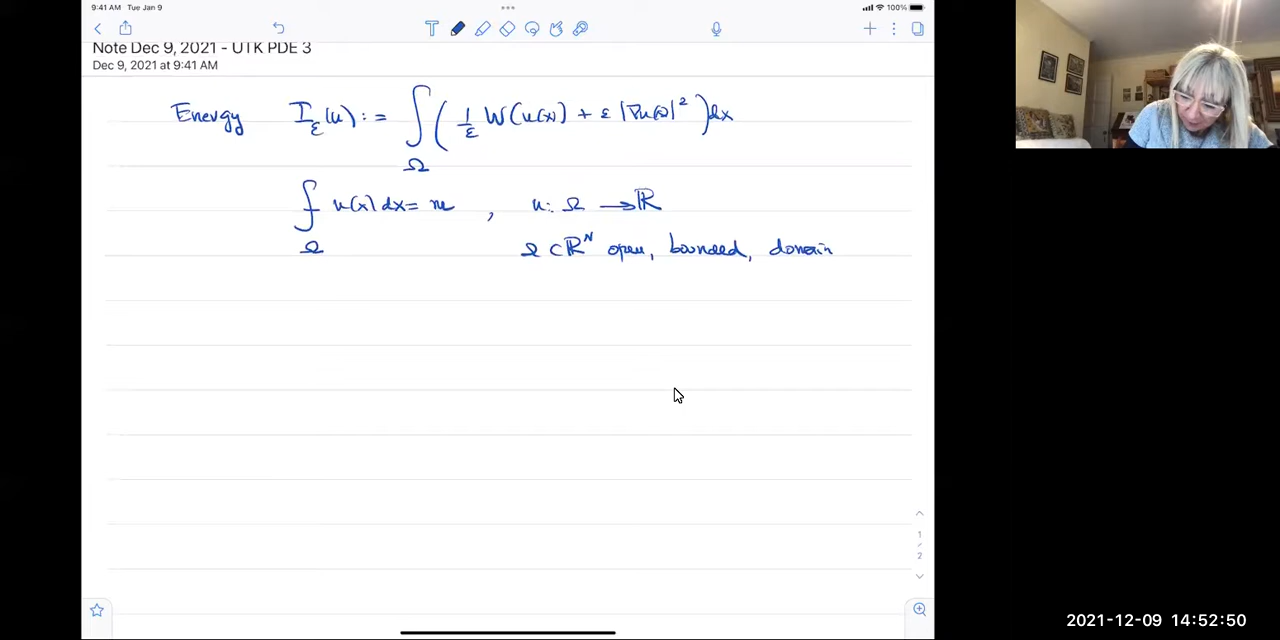 9:41 AM Tue Jan 9
100%
Note Dec 9, 2021 - UTK PDE 3
Dec 9, 2021 at 9:41 AM
Energy I_ε(u) := ∫_Ω (1/ε W(u(x)) + ε |∇u(x)|²) dx
⨍_Ω u(x) dx = m , u: Ω → ℝ
Ω ⊂ ℝ^N open, bounded, domain
1
2
2021-12-09 14:52:50